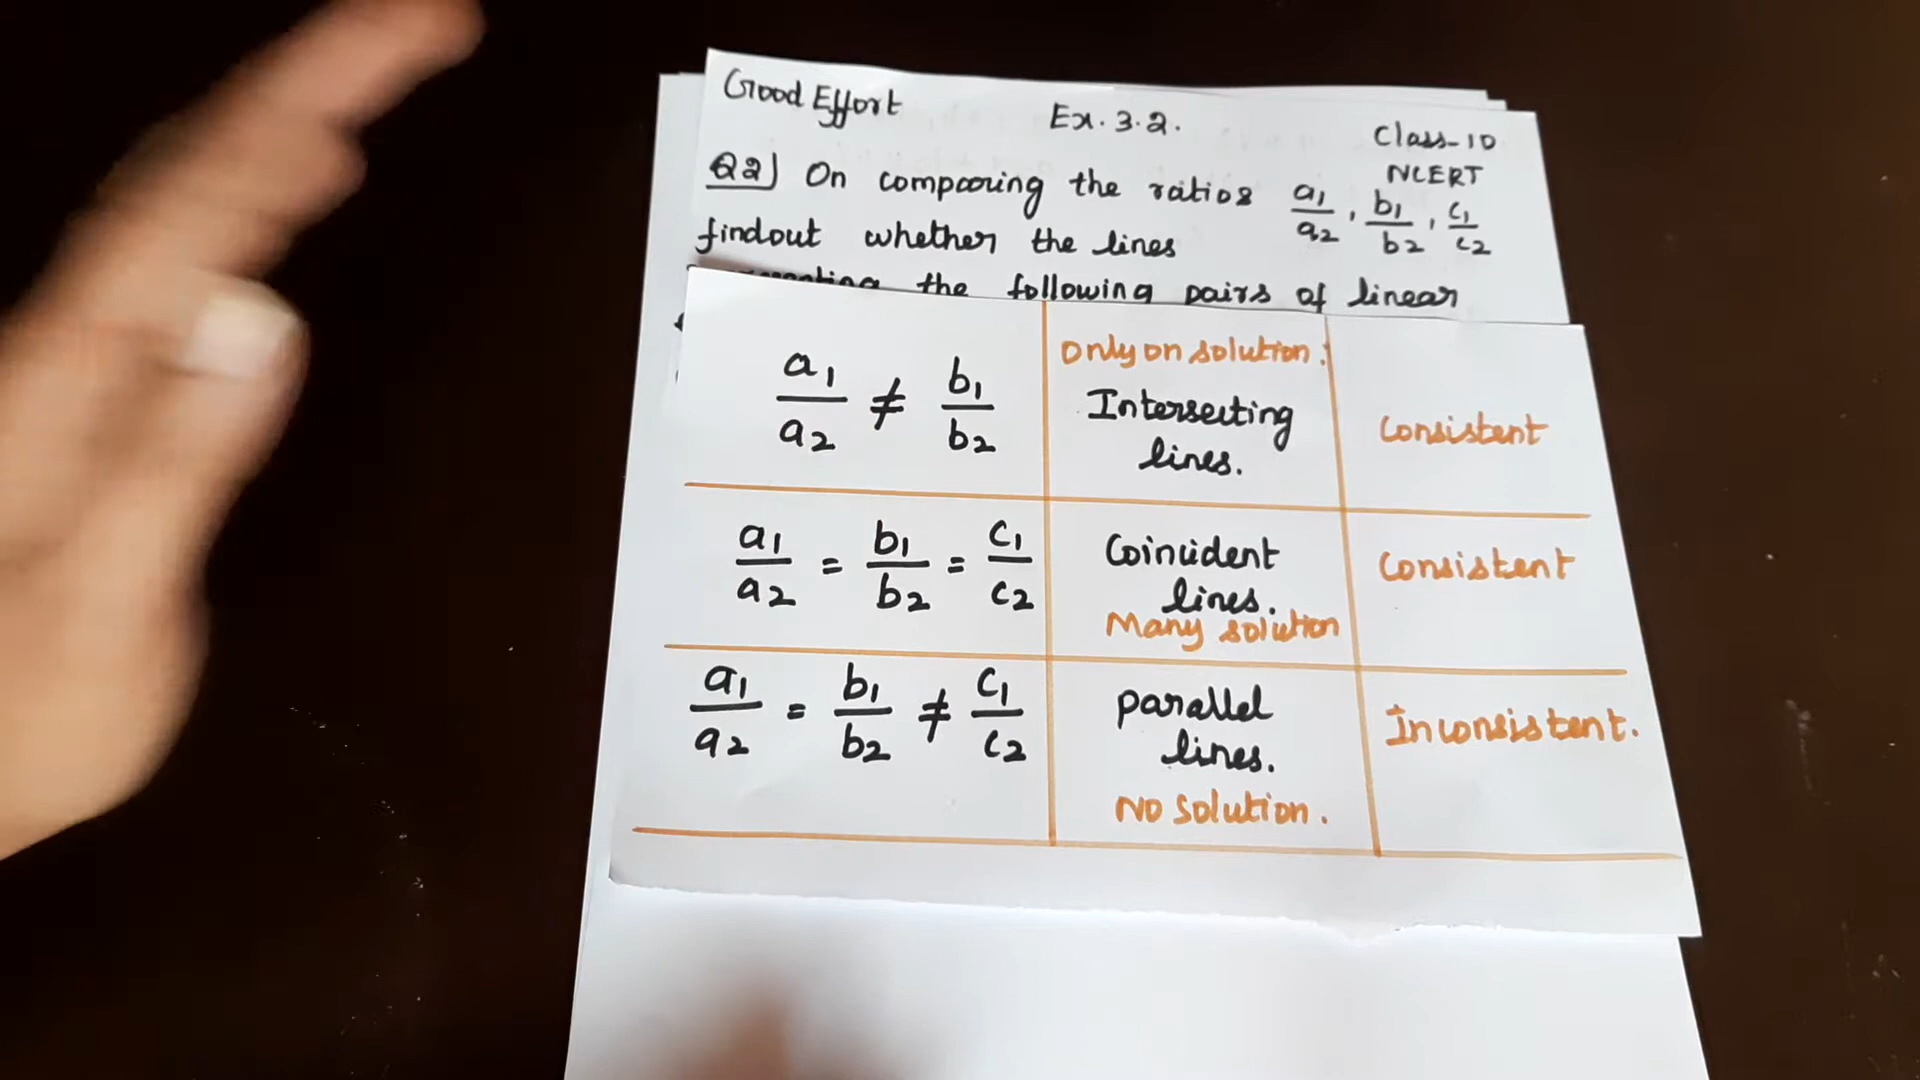 Good Effort
Ex. 3.2.
Class-10
NCERT
Q2) On comparing the ratios a1/a2, b1/b2, c1/c2
findout whether the lines
the following pairs of linear
a1/a2 ≠ b1/b2
Only on solution.
Intersecting
lines.
Consistent
a1/a2 = b1/b2 = c1/c2
Coincident
lines.
Many solution
Consistent
a1/a2 = b1/b2 ≠ c1/c2
parallel
lines.
No solution.
Inconsistent.